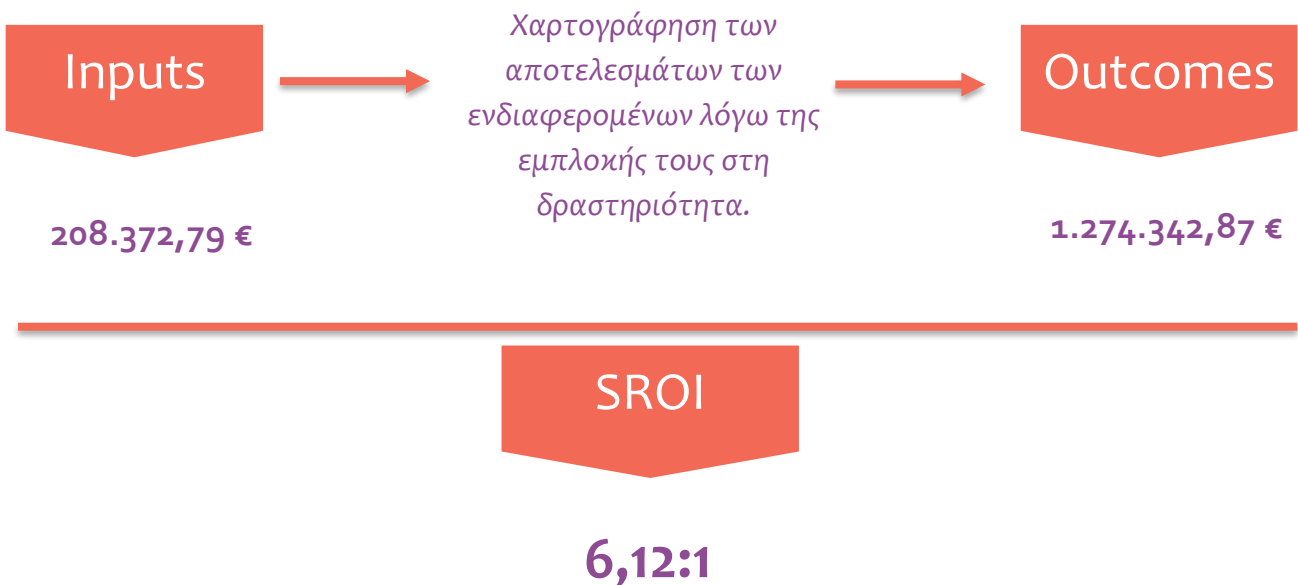 Inputs
Χαρτογράφηση των
αποτελεσμάτων των
ενδιαφερομένων λόγω της
εμπλοκής τους στη
δραστηριότητα.
Outcomes
208.372,79 €
1.274.342,87 €
SROI
6,12:1